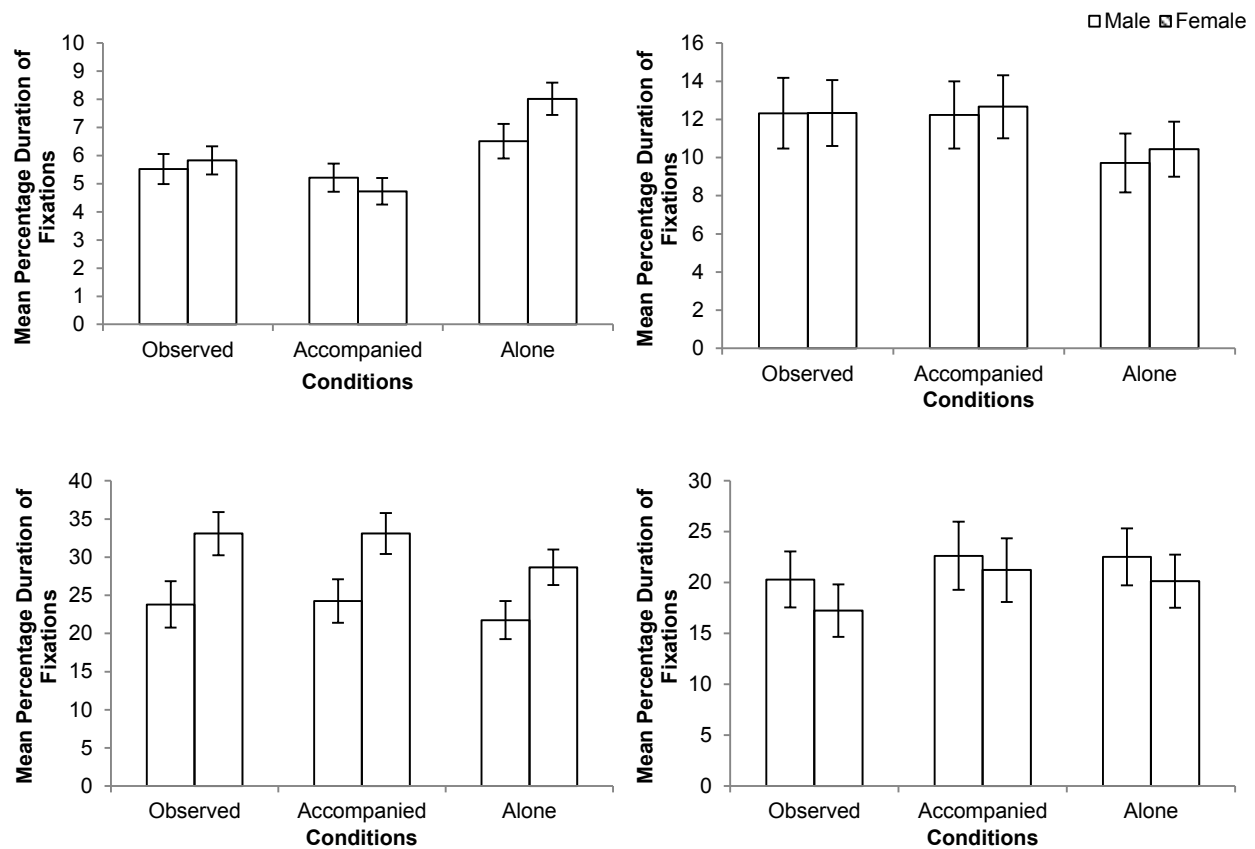 Male Female
Mean Percentage Duration of
Fixations
10
9
8
7
6
5
4
3
2
1
0
Observed Accompanied Alone
Conditions
Mean Percentage Duration of
Fixations
16
14
12
10
8
6
4
2
0
Observed Accompanied Alone
Conditions
Mean Percentage Duration of
Fixations
40
35
30
25
20
15
10
5
0
Observed Accompanied Alone
Conditions
Mean Percentage Duration of
Fixations
30
25
20
15
10
5
0
Observed Accompanied Alone
Conditions